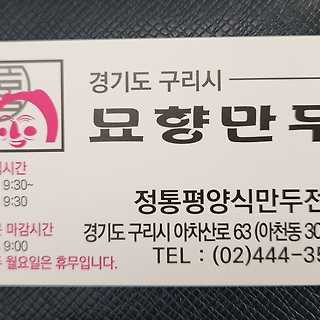 경기도 구리시
묘향만두
시간
9:30~
9:30
마감시간
9:00
월요일은 휴무입니다.
정통평양식만두전
경기도 구리시 아차산로 63 (아천동 30
TEL : (02)444-35